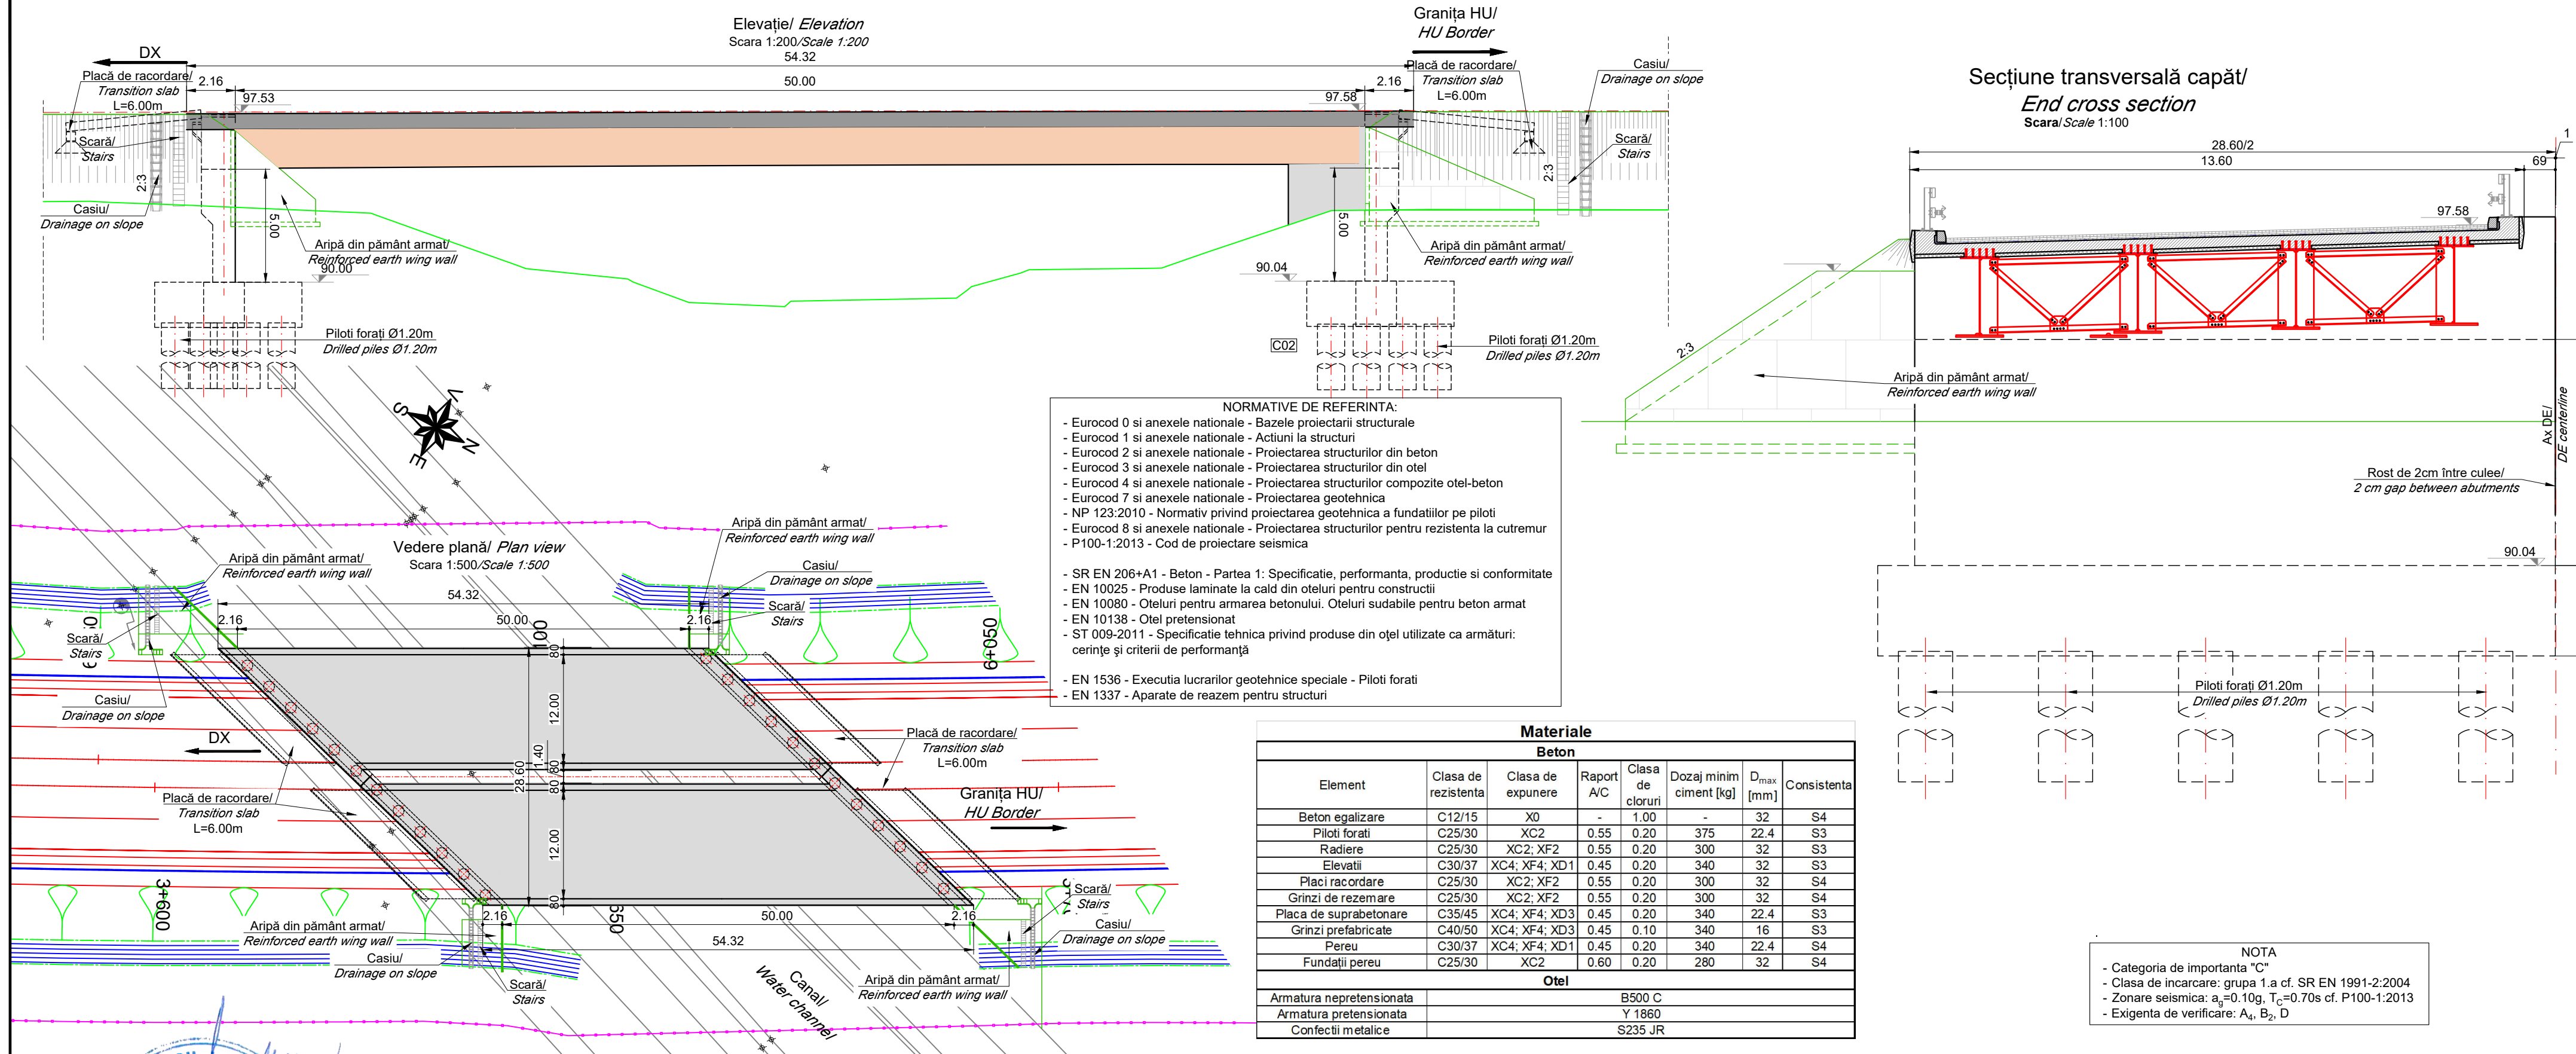 Elevație/ Elevation
Scara 1:200/Scale 1:200
54.32
DX
Granița HU/
HU Border
Placă de racordare/
Transition slab
L=6.00m
2.16
50.00
2.16
97.53
97.58
Placă de racordare/
Transition slab
L=6.00m
Casiu/
Drainage on slope
Scară/
Stairs
2:3
Casiu/
Drainage on slope
5.00
Aripă din pământ armat/
Reinforced earth wing wall
90.00
Piloti forați Ø1.20m
Drilled piles Ø1.20m
Scară/
Stairs
2:3
5.00
Aripă din pământ armat/
Reinforced earth wing wall
90.04
C02
Piloti forați Ø1.20m
Drilled piles Ø1.20m
Secțiune transversală capăt/
End cross section
Scara/Scale 1:100
28.60/2
13.60
69
1
97.58
2:3
Aripă din pământ armat/
Reinforced earth wing wall
Ax DE/
DE centerline
Rost de 2cm între culee/
2 cm gap between abutments
90.04
Piloti forați Ø1.20m
Drilled piles Ø1.20m
NORMATIVE DE REFERINTA:
- Eurocod 0 si anexele nationale - Bazele proiectarii structurale
- Eurocod 1 si anexele nationale - Actiuni la structuri
- Eurocod 2 si anexele nationale - Proiectarea structurilor din beton
- Eurocod 3 si anexele nationale - Proiectarea structurilor din otel
- Eurocod 4 si anexele nationale - Proiectarea structurilor compozite otel-beton
- Eurocod 7 si anexele nationale - Proiectarea geotehnica
- NP 123:2010 - Normativ privind proiectarea geotehnica a fundatiilor pe piloti
- Eurocod 8 si anexele nationale - Proiectarea structurilor pentru rezistenta la cutremur
- P100-1:2013 - Cod de proiectare seismica
- SR EN 206+A1 - Beton - Partea 1: Specificatie, performanta, productie si conformitate
- EN 10025 - Produse laminate la cald din oteluri pentru constructii
- EN 10080 - Oteluri pentru armarea betonului. Oteluri sudabile pentru beton armat
- EN 10138 - Otel pretensionat
- ST 009-2011 - Specificatie tehnica privind produse din oţel utilizate ca armături:
cerinţe şi criterii de performanţă
- EN 1536 - Executia lucrarilor geotehnice speciale - Piloti forati
- EN 1337 - Aparate de reazem pentru structuri
V
S
N
E
Vedere plană/ Plan view
Scara 1:500/Scale 1:500
54.32
2.16
50.00
2.16
Aripă din pământ armat/
Reinforced earth wing wall
Aripă din pământ armat/
Reinforced earth wing wall
Casiu/
Drainage on slope
Scară/
Stairs
Scară/
Stairs
Casiu/
Drainage on slope
6+050
80
12.00
1.40
28.60
80
80
12.00
80
DX
Placă de racordare/
Transition slab
L=6.00m
Granița HU/
HU Border
Placă de racordare/
Transition slab
L=6.00m
3+600
650
2.16
50.00
2.16
54.32
Aripă din pământ armat/
Reinforced earth wing wall
Casiu/
Drainage on slope
Scară/
Stairs
Scară/
Stairs
Casiu/
Drainage on slope
Canal/
Water channel
Aripă din pământ armat/
Reinforced earth wing wall
Materiale
Beton
Element Clasa de rezistenta Clasa de expunere Raport A/C Clasa de cloruri Dozaj minim ciment [kg] Dmax [mm] Consistenta
Beton egalizare C12/15 X0 - 1.00 - 32 S4
Piloti forati C25/30 XC2 0.55 0.20 375 22.4 S3
Radiere C25/30 XC2; XF2 0.55 0.20 300 32 S3
Elevatii C30/37 XC4; XF4; XD1 0.45 0.20 340 32 S3
Placi racordare C25/30 XC2; XF2 0.55 0.20 300 32 S4
Grinzi de rezemare C25/30 XC2; XF2 0.55 0.20 300 32 S4
Placa de suprabetonare C35/45 XC4; XF4; XD3 0.45 0.20 340 22.4 S3
Grinzi prefabricate C40/50 XC4; XF4; XD3 0.45 0.10 340 16 S3
Pereu C30/37 XC4; XF4; XD1 0.45 0.20 340 22.4 S4
Fundații pereu C25/30 XC2 0.60 0.20 280 32 S4
Otel
Armatura nepretensionata B500 C
Armatura pretensionata Y 1860
Confectii metalice S235 JR
NOTA
- Categoria de importanta "C"
- Clasa de incarcare: grupa 1.a cf. SR EN 1991-2:2004
- Zonare seismica: ag=0.10g, TC=0.70s cf. P100-1:2013
- Exigenta de verificare: A4, B2, D